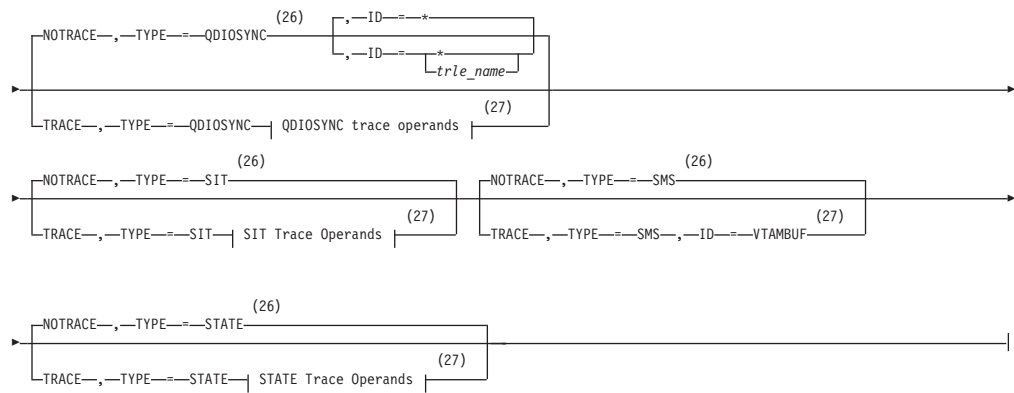 (26)
,—ID—=—*
NOTRACE—,—TYPE—=—QDIOSYNC
,—ID—=—*
trle_name
(27)
TRACE—,—TYPE—=—QDIOSYNC—| QDIOSYNC trace operands |
(26) (26)
NOTRACE—,—TYPE—=—SIT NOTRACE—,—TYPE—=—SMS
(27) (27)
TRACE—,—TYPE—=—SIT—| SIT Trace Operands | TRACE—,—TYPE—=—SMS—,—ID—=—VTAMBUF
(26)
NOTRACE—,—TYPE—=—STATE
(27)
TRACE—,—TYPE—=—STATE—| STATE Trace Operands |